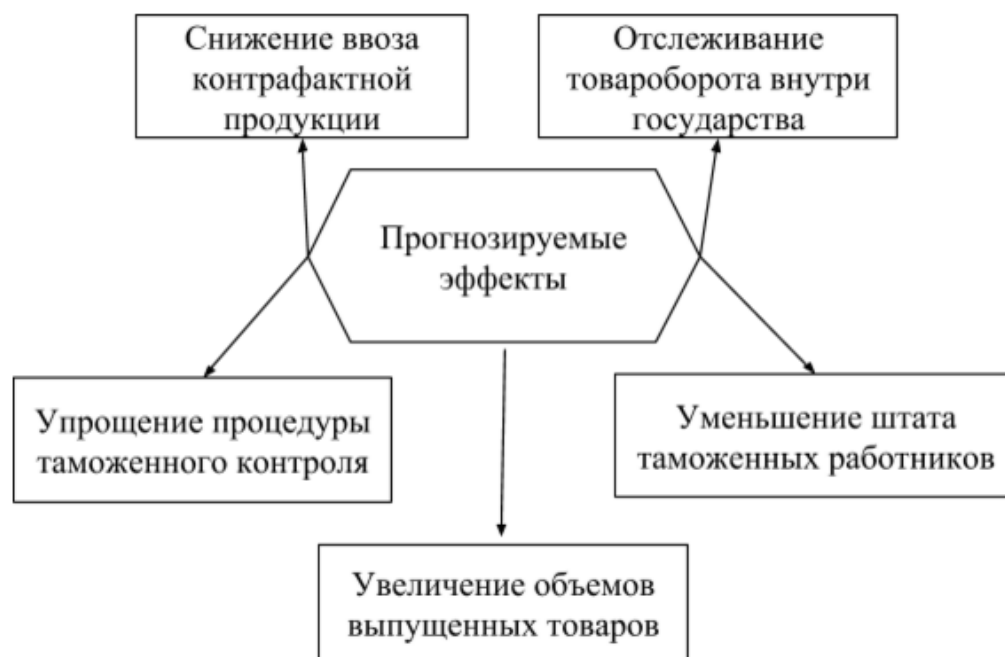 Снижение ввоза
контрафактной
продукции
Отслеживание
товароборота внутри
государства
Прогнозируемые
эффекты
Упрощение процедуры
таможенного контроля
Уменьшение штата
таможенных работников
Увеличение объемов
выпущенных товаров